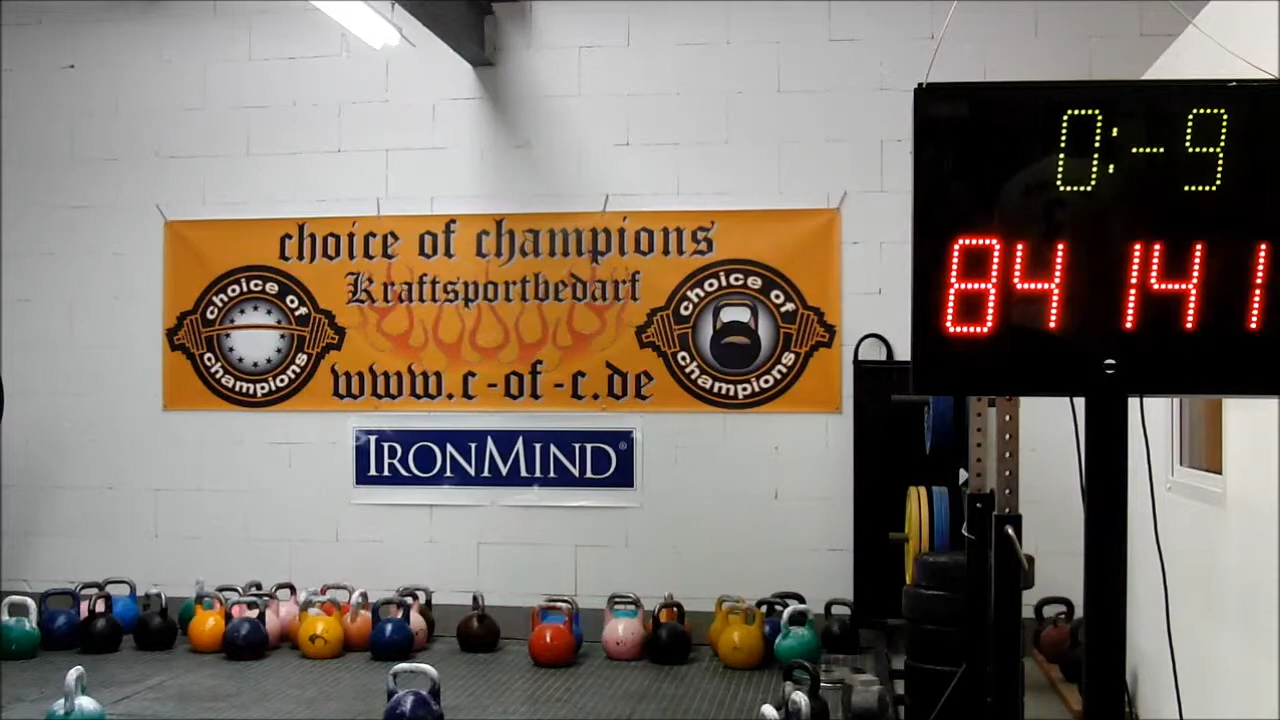 choice of champions
Kraftsportbedarf
choice of
champions
choice of
champions
www.c-of-c.de
IRONMIND®
0:-9
84 141